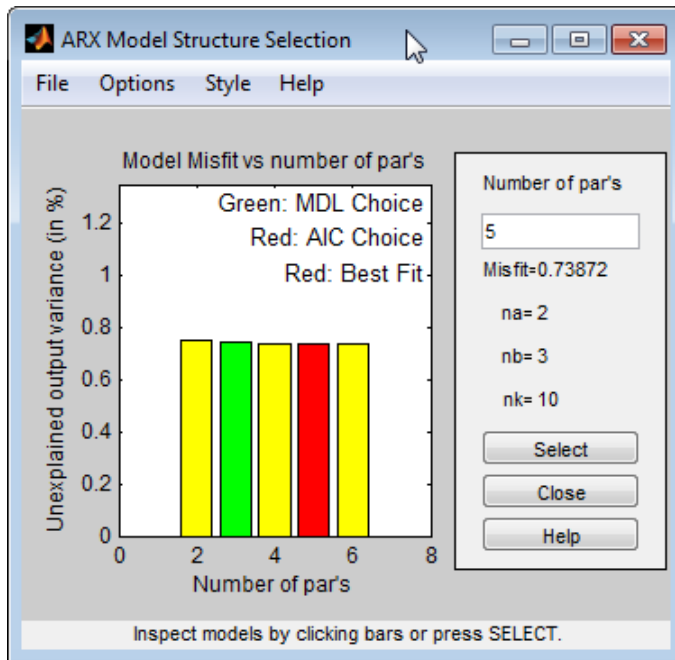 ARX Model Structure Selection
File Options Style Help
Model Misfit vs number of par's
Unexplained output variance (in %)
1.2
1
0.8
0.6
0.4
0.2
0
Green: MDL Choice
Red: AIC Choice
Red: Best Fit
0 2 4 6 8
Number of par's
Number of par's
5
Misfit=0.73872
na= 2
nb= 3
nk= 10
Select
Close
Help
Inspect models by clicking bars or press SELECT.